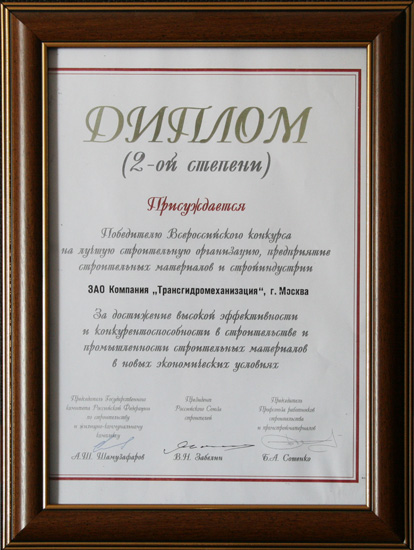 ДИПЛОМ
(2-ой степени)
Присуждается
Победителю Всероссийского конкурса
на лучшую строительную организацию, предприятие
строительных материалов и стройиндустрии
ЗАО Компания „Трансгидромеханизация", г. Москва
За достижение высокой эффективности
и конкурентоспособности в строительстве и
промышленности строительных материалов
в новых экономических условиях
Председатель Государственного
комитета Российской Федерации
по строительству
и жилищно-коммунальному
комплексу
А.Ш. Шамузафаров
Президент
Российского Союза
строителей
В.Н. Забелин
Председатель
Профсоюза работников
строительства
и промстройматериалов
Б.А.